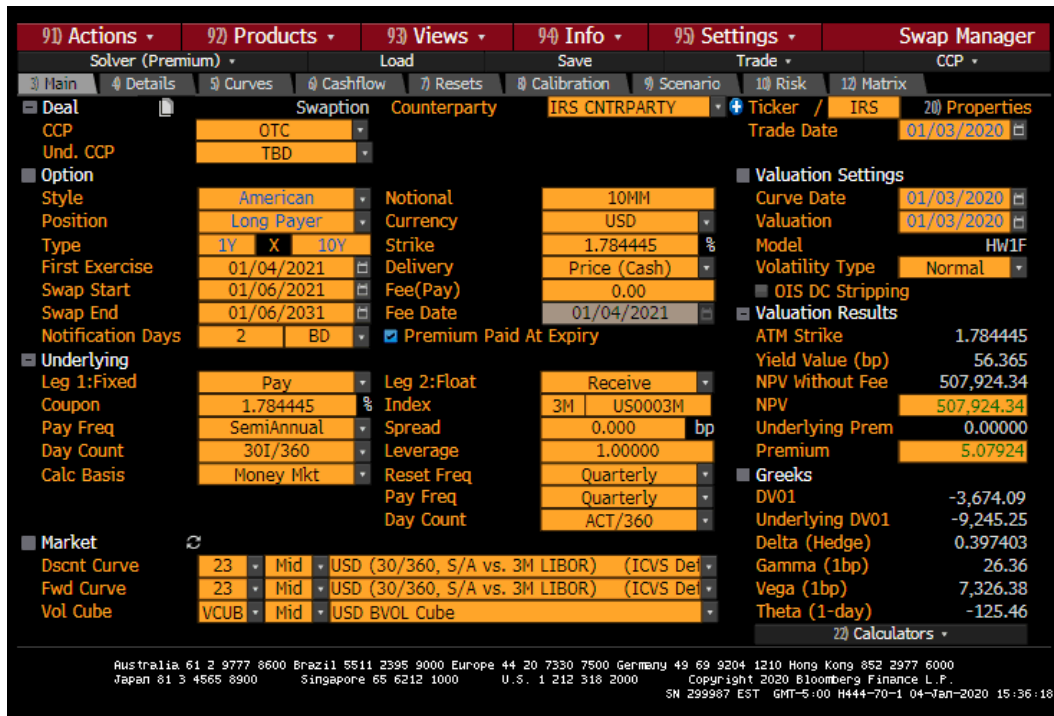 91) Actions 92) Products 93) Views 94) Info 95) Settings Swap Manager
Solver (Premium) Load Save Trade CCP
3) Main 4) Details 5) Curves 6) Cashflow 7) Resets 8) Calibration 9) Scenario 10) Risk 12) Matrix
Deal Swaption Counterparty IRS CNTRPARTY Ticker / IRS 20) Properties
CCP OTC Trade Date 01/03/2020
Und. CCP TBD
Option Valuation Settings
Style American Notional 10MM Curve Date 01/03/2020
Position Long Payer Currency USD Valuation 01/03/2020
Type 1Y X 10Y Strike 1.784445 % Model HW1F
First Exercise 01/04/2021 Delivery Price (Cash) Volatility Type Normal
Swap Start 01/06/2021 Fee(Pay) 0.00 OIS DC Stripping
Swap End 01/06/2031 Fee Date 01/04/2021 Valuation Results
Notification Days 2 BD Premium Paid At Expiry ATM Strike 1.784445
Underlying Yield Value (bp) 56.365
Leg 1:Fixed Pay Leg 2:Float Receive NPV Without Fee 507,924.34
Coupon 1.784445 % Index 3M US0003M NPV 507,924.34
Pay Freq SemiAnnual Spread 0.000 bp Underlying Prem 0.00000
Day Count 30I/360 Leverage 1.00000 Premium 5.07924
Calc Basis Money Mkt Reset Freq Quarterly Greeks
Pay Freq Quarterly DV01 -3,674.09
Day Count ACT/360 Underlying DV01 -9,245.25
Market Delta (Hedge) 0.397403
Dscnt Curve 23 Mid USD (30/360, S/A vs. 3M LIBOR) (ICVS Def Gamma (1bp) 26.36
Fwd Curve 23 Mid USD (30/360, S/A vs. 3M LIBOR) (ICVS Def Vega (1bp) 7,326.38
Vol Cube VCUB Mid USD BVOL Cube Theta (1-day) -125.46
22) Calculators
Australia 61 2 9777 8600 Brazil 5511 2395 9000 Europe 44 20 7330 7500 Germany 49 69 9204 1210 Hong Kong 852 2977 6000
Japan 81 3 4565 8900 Singapore 65 6212 1000 U.S. 1 212 318 2000 Copyright 2020 Bloomberg Finance L.P.
SN 299987 EST GMT-5:00 H444-70-1 04-Jan-2020 15:36:18